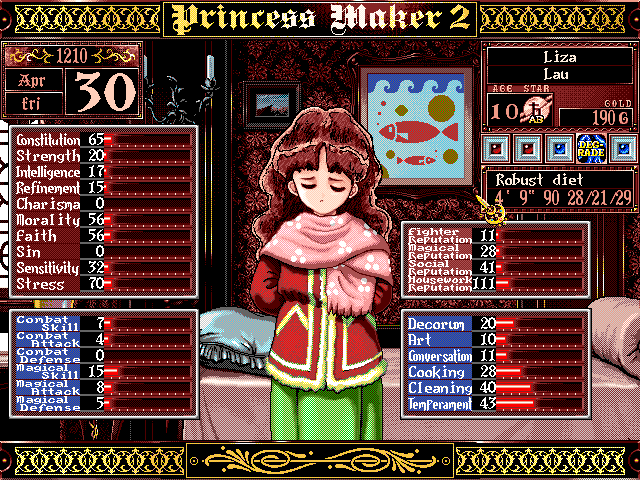 Princess Maker 2
1210
Apr
30
Fri
Liza
Lau
AGE STAR
10
AB
GOLD
190 G
DEG-
RADE
Robust diet
4' 9" 90 28/21/29
Constitution 65
Strength 20
Intelligence 17
Refinement 15
Charisma 0
Morality 56
Faith 56
Sin 0
Sensitivity 32
Stress 70
Fighter
Reputation 11
Magical
Reputation 28
Social
Reputation 41
Housework
Reputation 111
Combat
Skill 7
Combat
Attack 4
Combat
Defense 0
Magical
Skill 15
Magical
Attack 8
Magical
Defense 5
Decorum 20
Art 10
Conversation 11
Cooking 28
Cleaning 40
Temperament 43